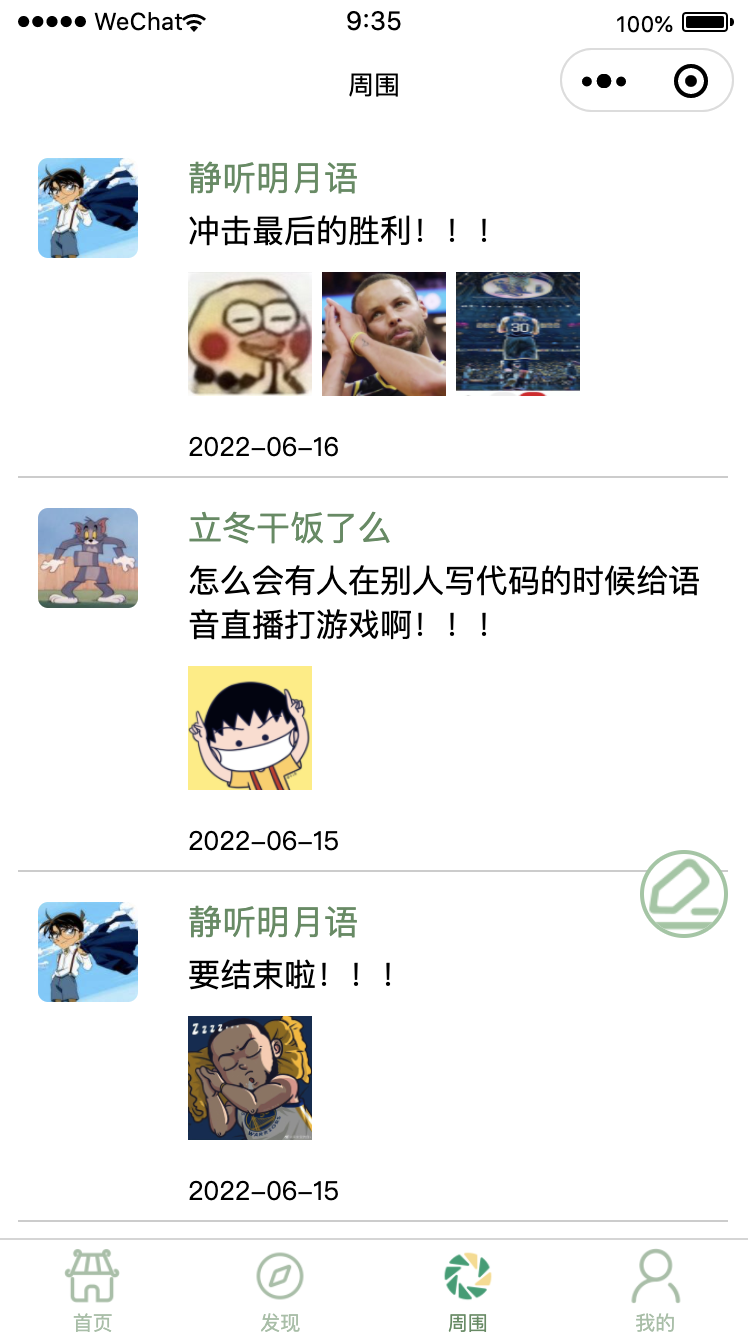 ●●●●● WeChat
9:35
100%
周围
静听明月语
冲击最后的胜利！！！
30
2022-06-16
立冬干饭了么
怎么会有人在别人写代码的时候给语
音直播打游戏啊！！！
2022-06-15
静听明月语
要结束啦！！！
Zzzz...
WARRIORS
2022-06-15
首页
发现
周围
我的